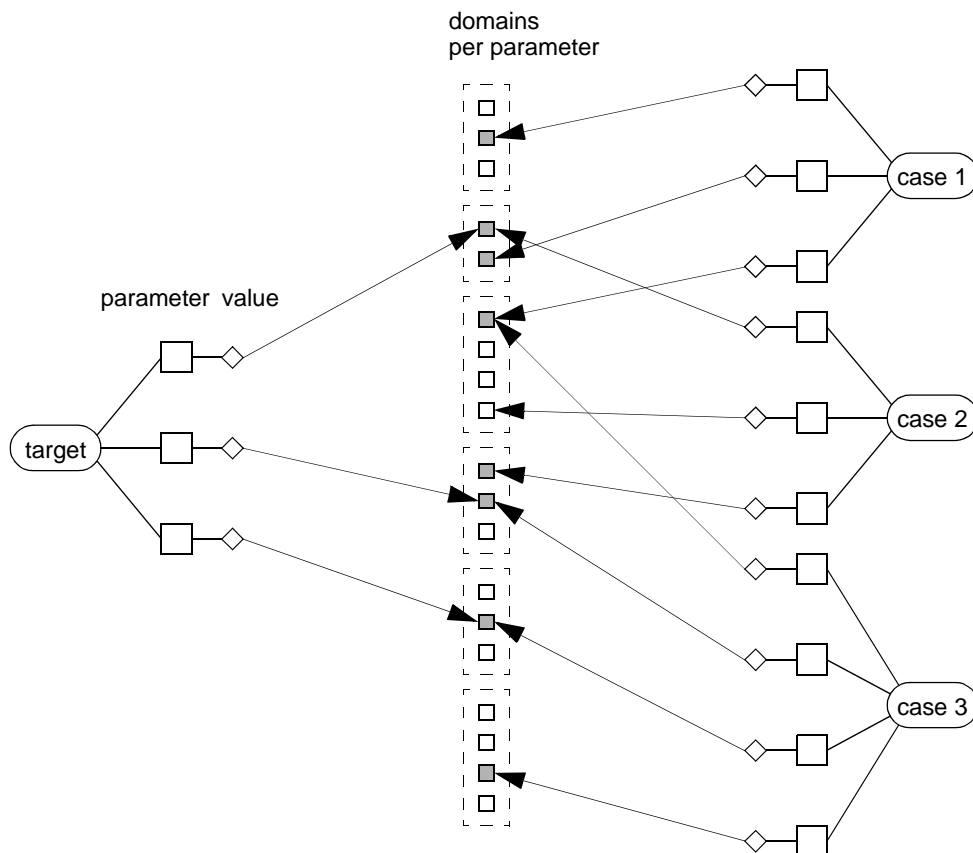 domains
per parameter
case 1
parameter value
case 2
target
case 3